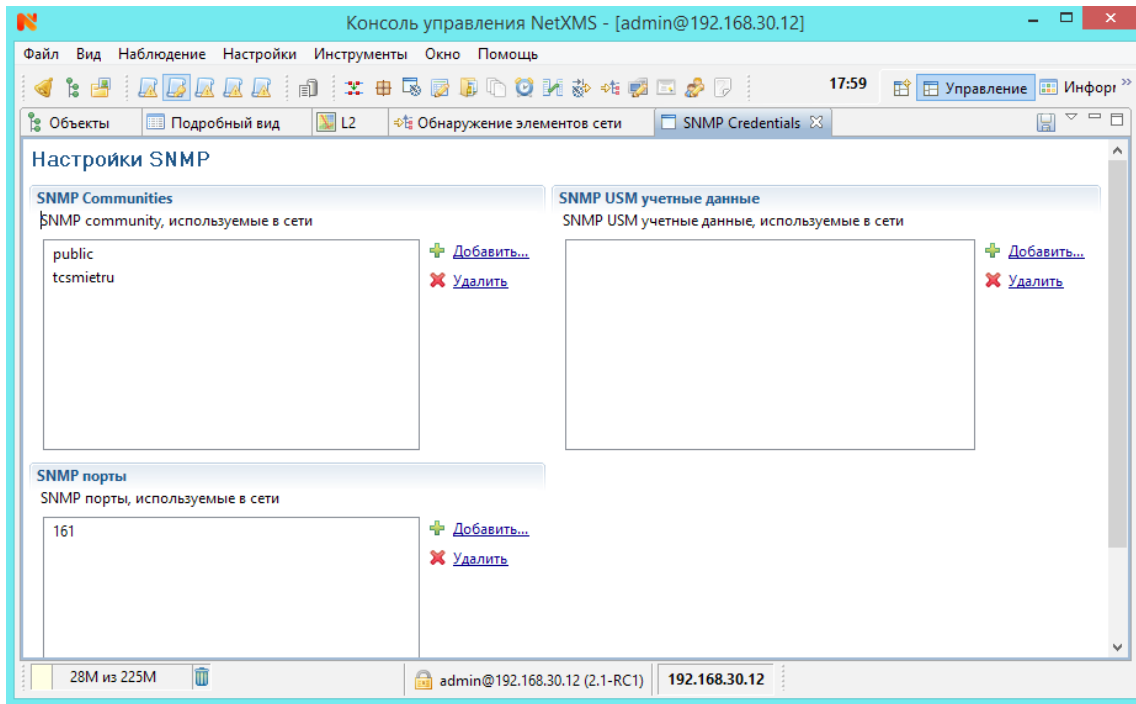 Консоль управления NetXMS - [admin@192.168.30.12]
Файл Вид Наблюдение Настройки Инструменты Окно Помощь
17:59 Управление
Объекты Подробный вид L2 Обнаружение элементов сети SNMP Credentials
Настройки SNMP
SNMP Communities
SNMP community, используемые в сети
public
tcsmietru
Добавить...
Удалить
SNMP USM учетные данные
SNMP USM учетные данные, используемые в сети
Добавить...
Удалить
SNMP порты
SNMP порты, используемые в сети
161
Добавить...
Удалить
28M из 225M admin@192.168.30.12 (2.1-RC1) 192.168.30.12